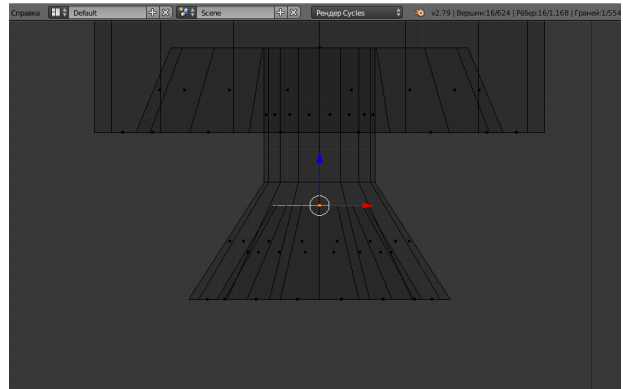 Справка Default Scene Рендер Cycles v2.79 | Вершин:16/624 | Рёбер:16/1,168 | Граней:1/554